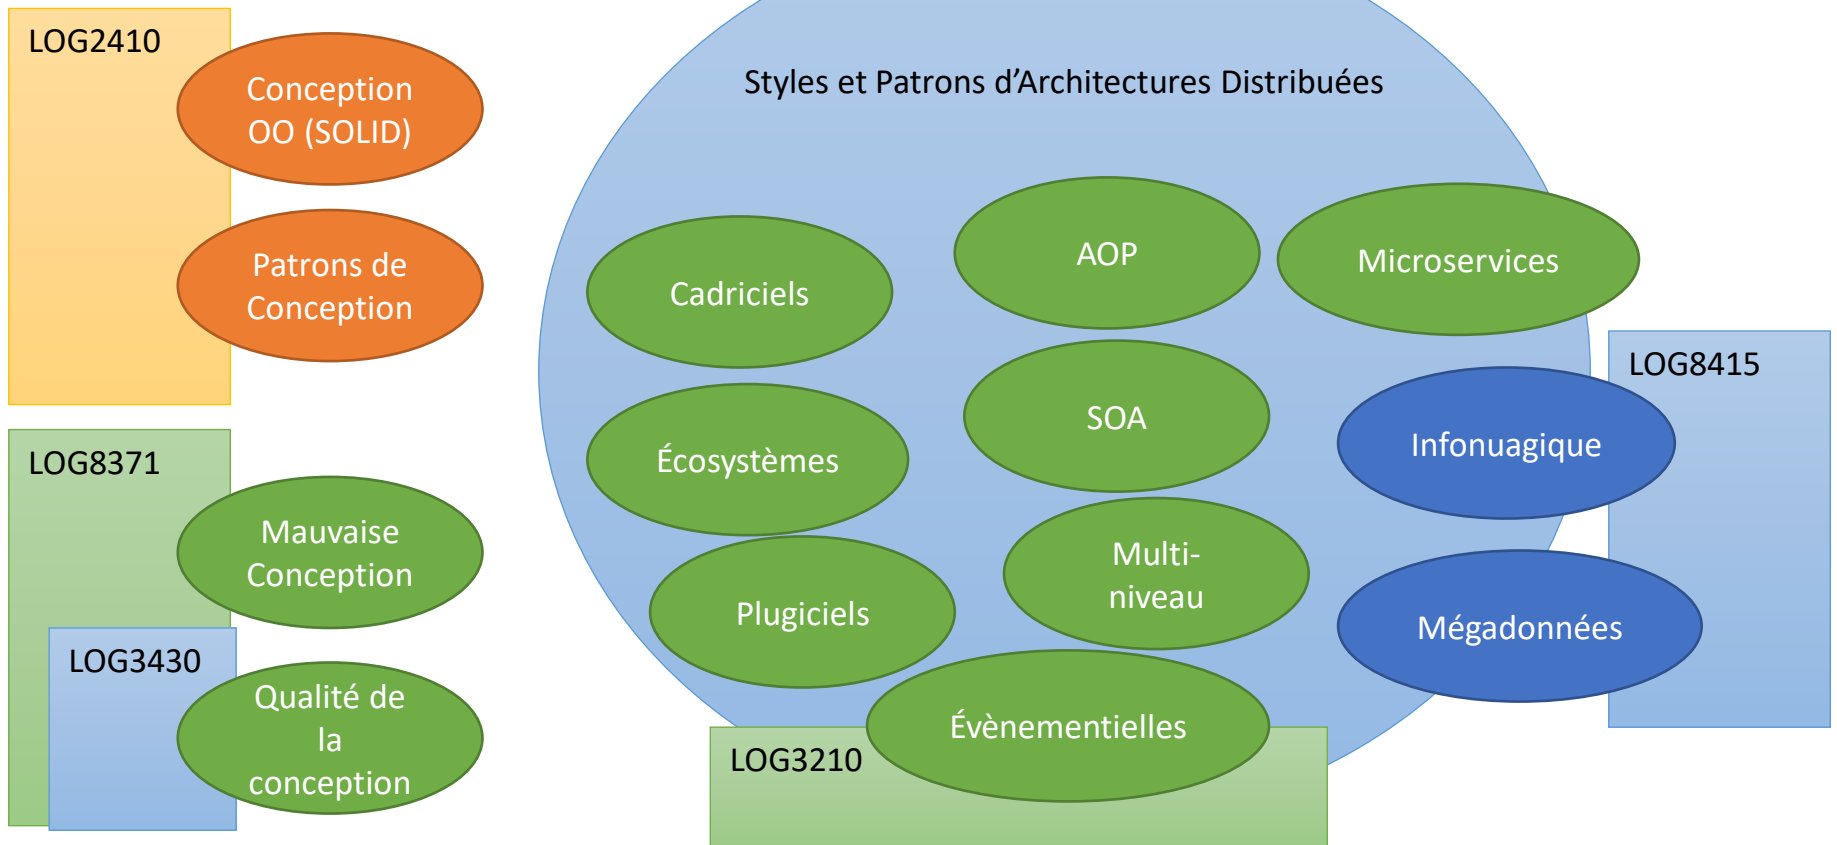 LOG2410
Conception
OO (SOLID)
Patrons de
Conception
LOG8371
Mauvaise
Conception
LOG3430
Qualité de
la
conception
Styles et Patrons d’Architectures Distribuées
Cadriciels
AOP
Microservices
Écosystèmes
SOA
Plugiciels
Multi-
niveau
Évènementielles
LOG3210
LOG8415
Infonuagique
Mégadonnées